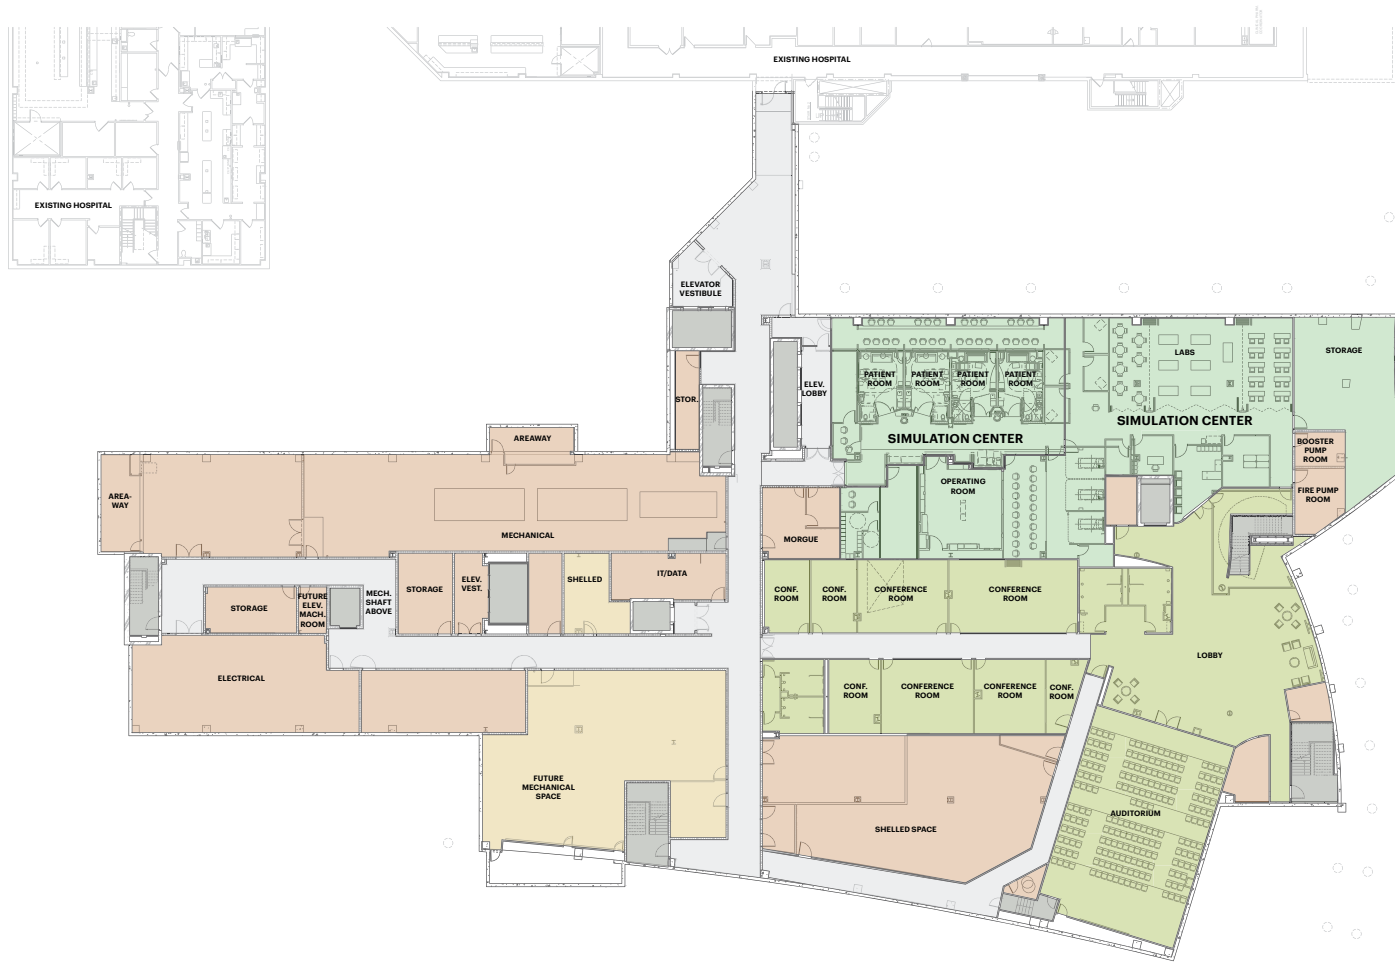 EXISTING HOSPITAL
EXISTING HOSPITAL
ELEVATOR
VESTIBULE
STOR.
ELEV.
LOBBY
PATIENT
ROOM
PATIENT
ROOM
PATIENT
ROOM
PATIENT
ROOM
LABS
STORAGE
SIMULATION CENTER
SIMULATION CENTER
AREAWAY
BOOSTER
PUMP
ROOM
FIRE PUMP
ROOM
OPERATING
ROOM
AREA-
WAY
MECHANICAL
MORGUE
STORAGE
FUTURE
ELEV.
MACH.
ROOM
MECH.
SHAFT
ABOVE
STORAGE
ELEV.
VEST.
SHELLED
IT/DATA
CONF.
ROOM
CONF.
ROOM
CONFERENCE
ROOM
CONFERENCE
ROOM
LOBBY
ELECTRICAL
CONF.
ROOM
CONFERENCE
ROOM
CONFERENCE
ROOM
CONF.
ROOM
FUTURE
MECHANICAL
SPACE
SHELLED SPACE
AUDITORIUM